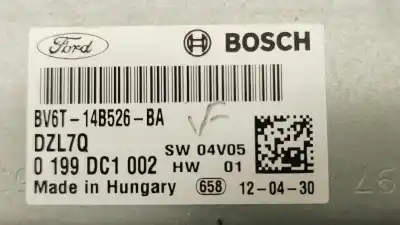 Ford BOSCH
BV6T-14B526-BA
DZL7Q
SW 04V05
0 199 DC1 002 HW 01
Made in Hungary 658 12-04-30
VF